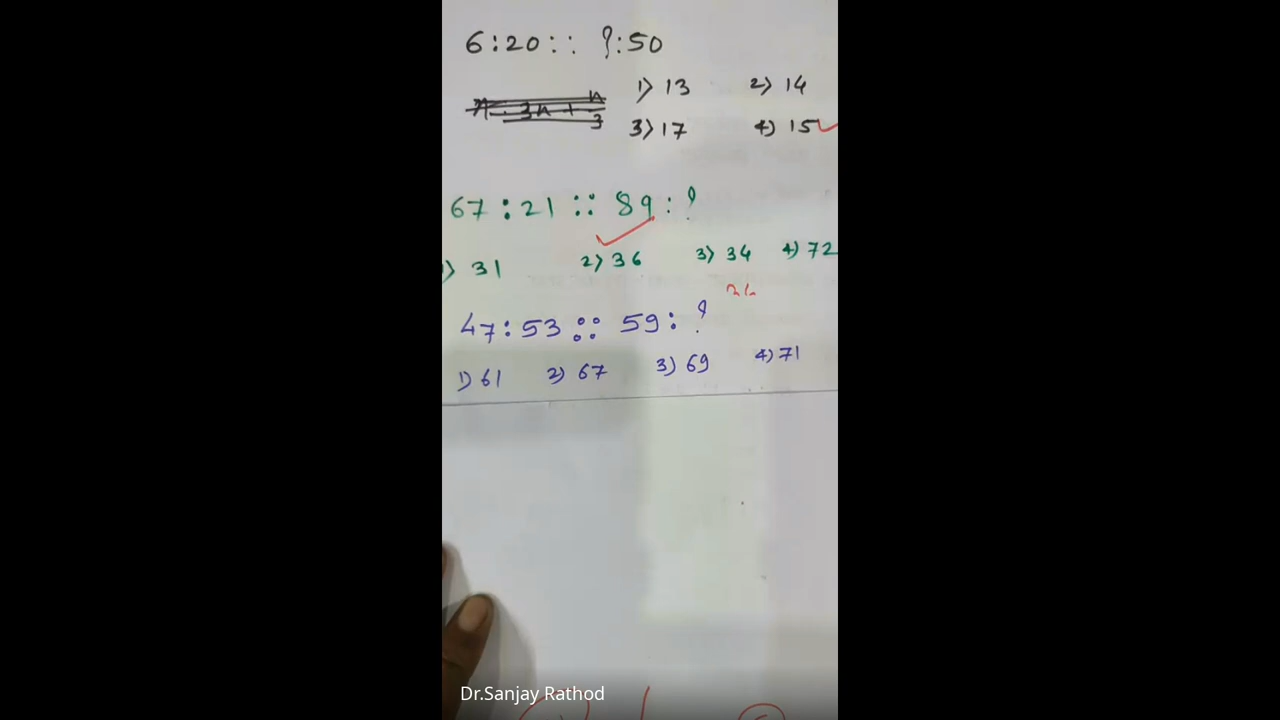 6:20:: ?:50
1) 13 2) 14
3) 17 4) 15
67:21 :: 89:?
) 31 2) 36 3) 34 4) 72
47:53 :: 59:?
1) 61 2) 67 3) 69 4) 71
Dr.Sanjay Rathod